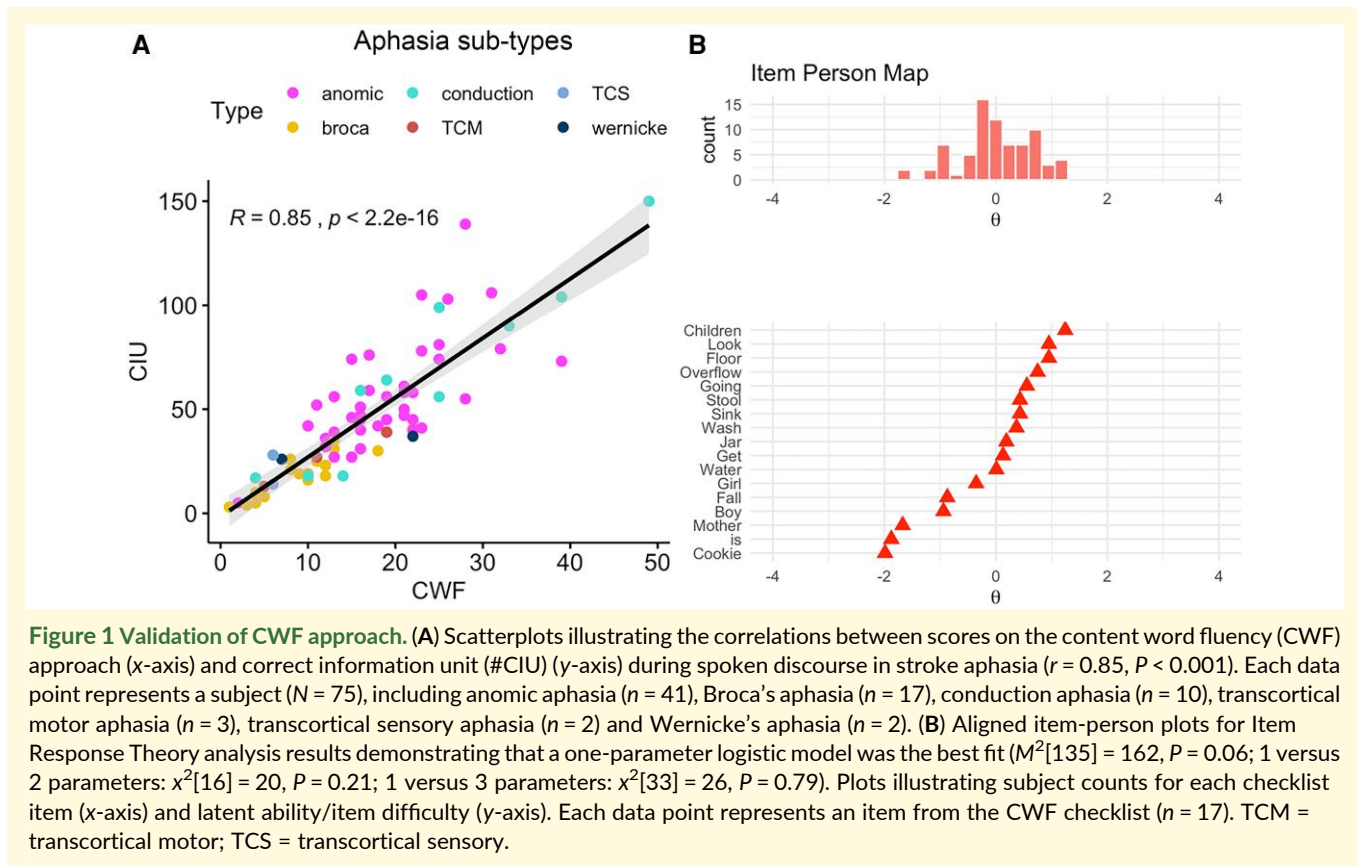 A
Aphasia sub-types
Type
anomic
conduction
TCS
broca
TCM
wernicke
R = 0.85 , p < 2.2e-16
150
100
50
0
CIU
0 10 20 30 40 50
CWF
B
Item Person Map
15
10
5
0
count
-4 -2 0 2 4
θ
Children
Look
Floor
Overflow
Going
Stool
Sink
Wash
Jar
Get
Water
Girl
Fall
Boy
Mother
is
Cookie
-4 -2 0 2 4
θ
Figure 1 Validation of CWF approach. (A) Scatterplots illustrating the correlations between scores on the content word fluency (CWF)
approach (x-axis) and correct information unit (#CIU) (y-axis) during spoken discourse in stroke aphasia (r = 0.85, P < 0.001). Each data
point represents a subject (N = 75), including anomic aphasia (n = 41), Broca’s aphasia (n = 17), conduction aphasia (n = 10), transcortical
motor aphasia (n = 3), transcortical sensory aphasia (n = 2) and Wernicke’s aphasia (n = 2). (B) Aligned item-person plots for Item
Response Theory analysis results demonstrating that a one-parameter logistic model was the best fit (M²[135] = 162, P = 0.06; 1 versus
2 parameters: x²[16] = 20, P = 0.21; 1 versus 3 parameters: x²[33] = 26, P = 0.79). Plots illustrating subject counts for each checklist
item (x-axis) and latent ability/item difficulty (y-axis). Each data point represents an item from the CWF checklist (n = 17). TCM =
transcortical motor; TCS = transcortical sensory.